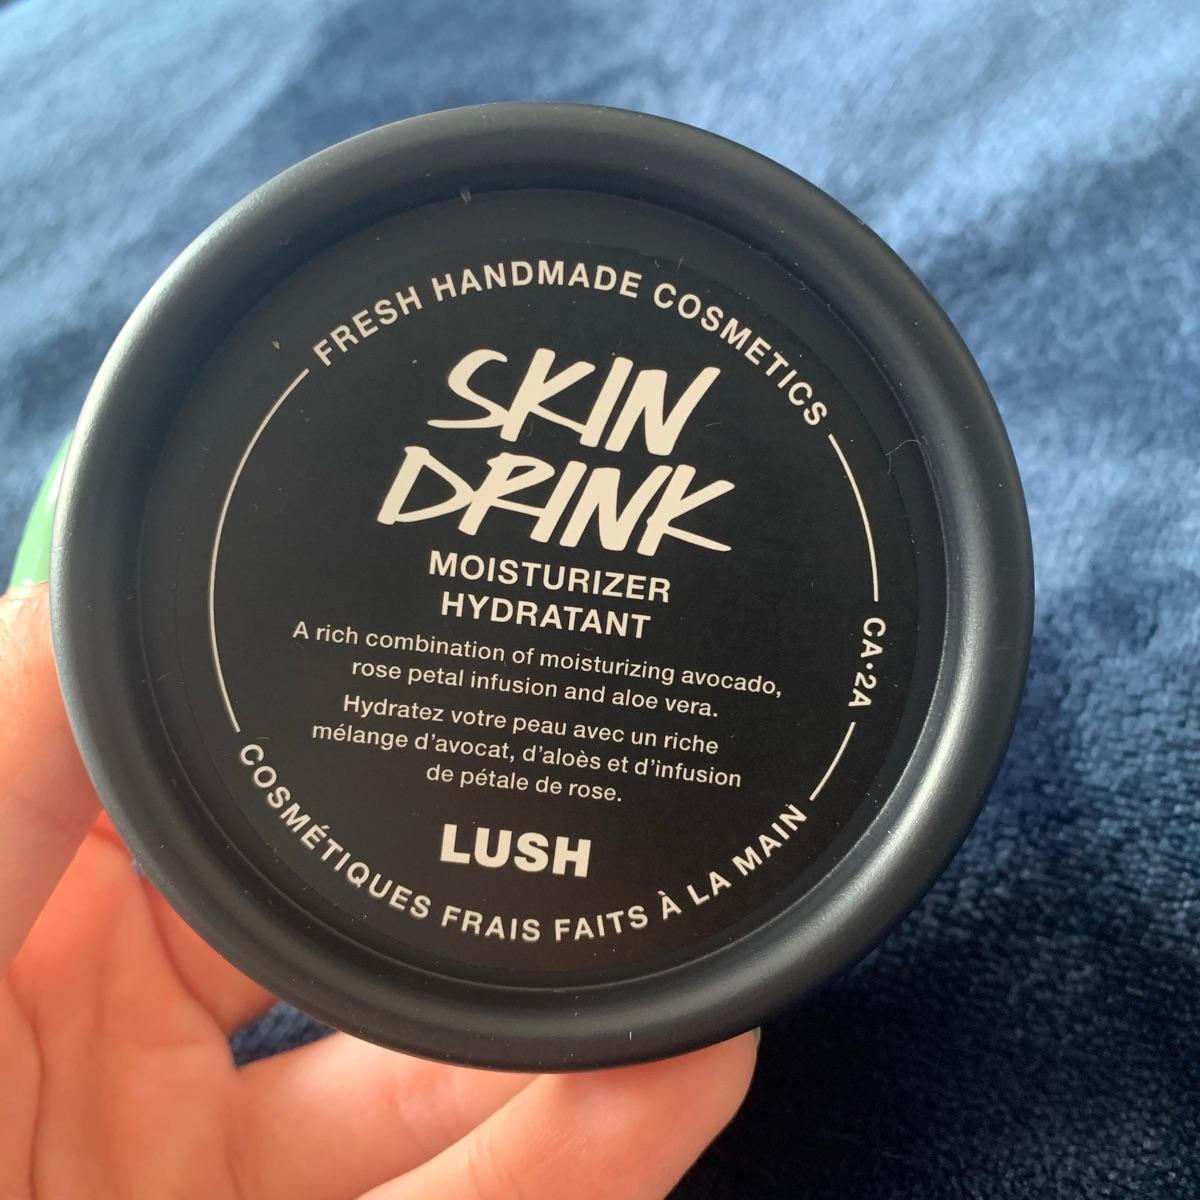 FRESH HANDMADE COSMETICS
SKIN
DRINK
MOISTURIZER
HYDRATANT
A rich combination of moisturizing avocado,
rose petal infusion and aloe vera.
Hydratez votre peau avec un riche
mélange d'avocat, d'aloès et d'infusion
de pétale de rose.
LUSH
CA•2A
COSMÉTIQUES FRAIS FAITS À LA MAIN